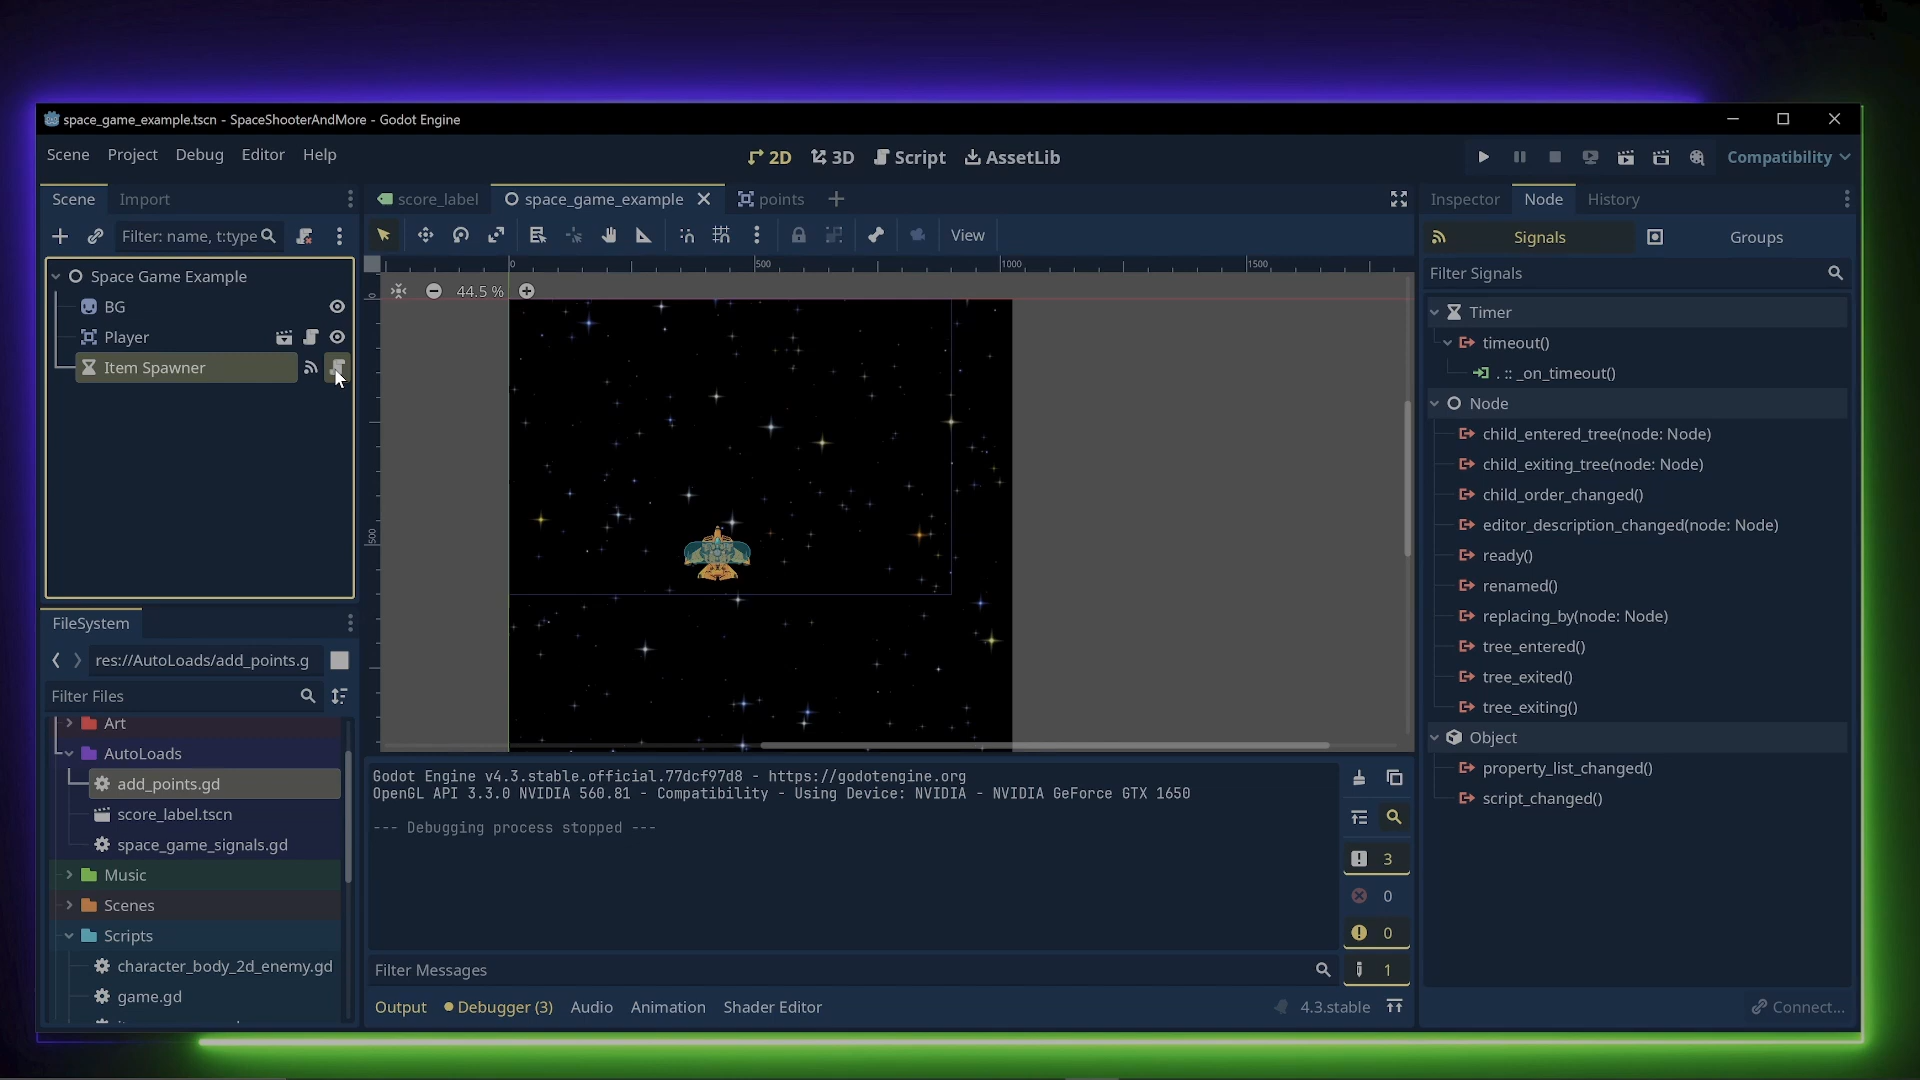 space_game_example.tscn - SpaceShooterAndMore - Godot Engine
Scene Project Debug Editor Help
2D 3D Script AssetLib
Compatibility
Scene Import
score_label space_game_example points
Inspector Node History
Filter: name, t:type
View
Signals Groups
Filter Signals
0 500 1000 1500
44.5 %
0
500
Space Game Example
BG
Player
Item Spawner
Timer
timeout()
. :: _on_timeout()
Node
child_entered_tree(node: Node)
child_exiting_tree(node: Node)
child_order_changed()
editor_description_changed(node: Node)
ready()
renamed()
replacing_by(node: Node)
tree_entered()
tree_exited()
tree_exiting()
Object
property_list_changed()
script_changed()
Connect...
FileSystem
res://AutoLoads/add_points.g
Filter Files
Art
AutoLoads
add_points.gd
score_label.tscn
space_game_signals.gd
Music
Scenes
Scripts
character_body_2d_enemy.gd
game.gd
Godot Engine v4.3.stable.official.77dcf97d8 - https://godotengine.org
OpenGL API 3.3.0 NVIDIA 560.81 - Compatibility - Using Device: NVIDIA - NVIDIA GeForce GTX 1650
--- Debugging process stopped ---
3
0
0
1
Filter Messages
Output Debugger (3) Audio Animation Shader Editor
4.3.stable